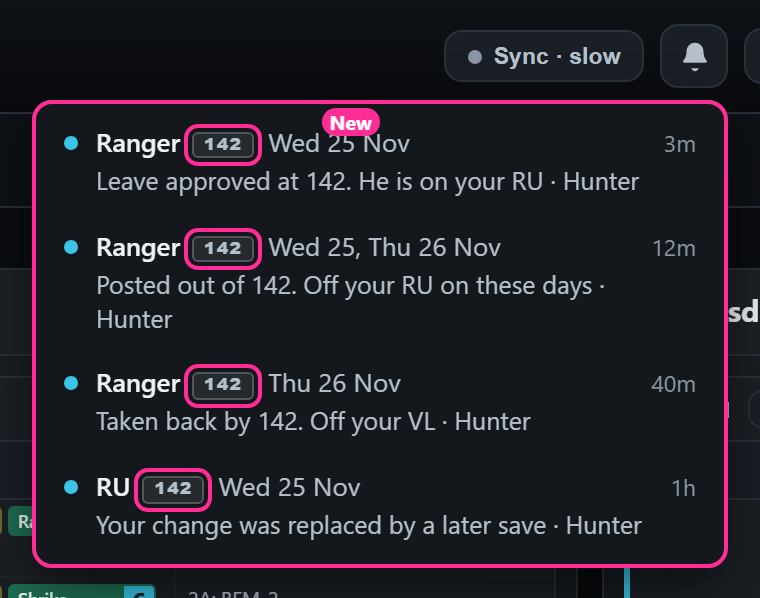 Sync · slow
New
Ranger 142 Wed 25 Nov 3m
Leave approved at 142. He is on your RU · Hunter
Ranger 142 Wed 25, Thu 26 Nov 12m
Posted out of 142. Off your RU on these days ·
Hunter
Ranger 142 Thu 26 Nov 40m
Taken back by 142. Off your VL · Hunter
RU 142 Wed 25 Nov 1h
Your change was replaced by a later save · Hunter